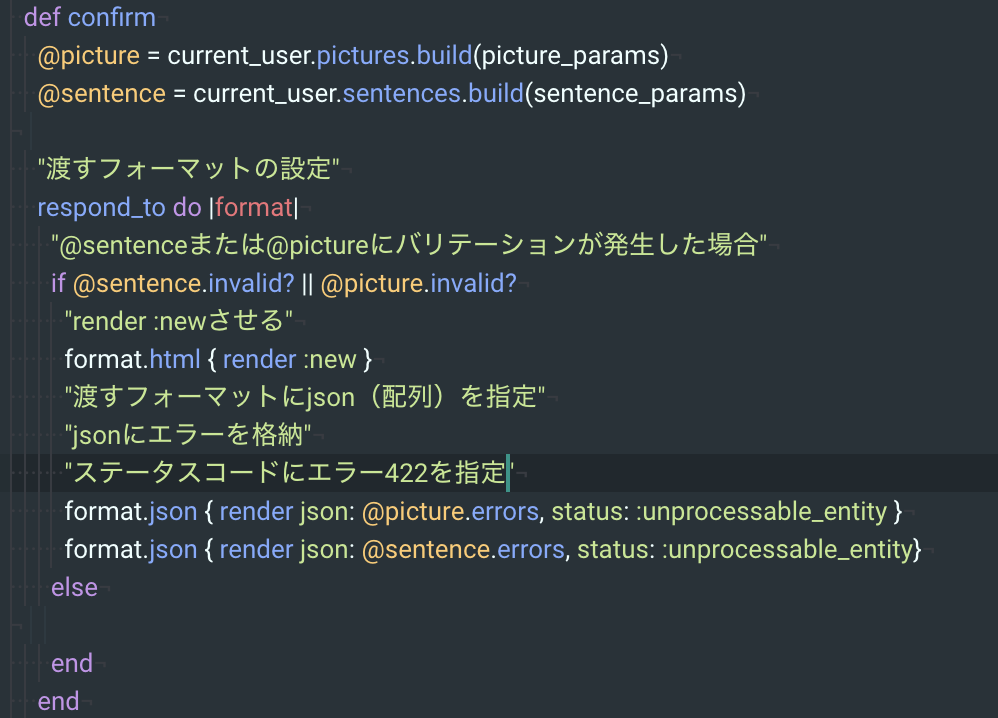 def confirm
@picture = current_user.pictures.build(picture_params)
@sentence = current_user.sentences.build(sentence_params)
"渡すフォーマットの設定"
respond_to do |format|
"@sentenceまたは@pictureにバリテーションが発生した場合"
if @sentence.invalid? || @picture.invalid?
"render :newさせる"
format.html { render :new }
"渡すフォーマットにjson（配列）を指定"
"jsonにエラーを格納"
"ステータスコードにエラー422を指定"
format.json { render json: @picture.errors, status: :unprocessable_entity }
format.json { render json: @sentence.errors, status: :unprocessable_entity}
else
end
end